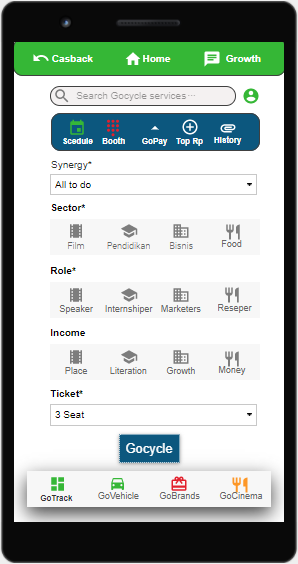 Casback Home Growth
Search Gocycle services ...
Scedule Booth GoPay Top Rp History
Synergy*
All to do
Sector*
Film Pendidikan Bisnis Food
Role*
Speaker Internshiper Marketers Reseper
Income
Place Literation Growth Money
Ticket*
3 Seat
Gocycle
GoTrack GoVehicle GoBrands GoCinema